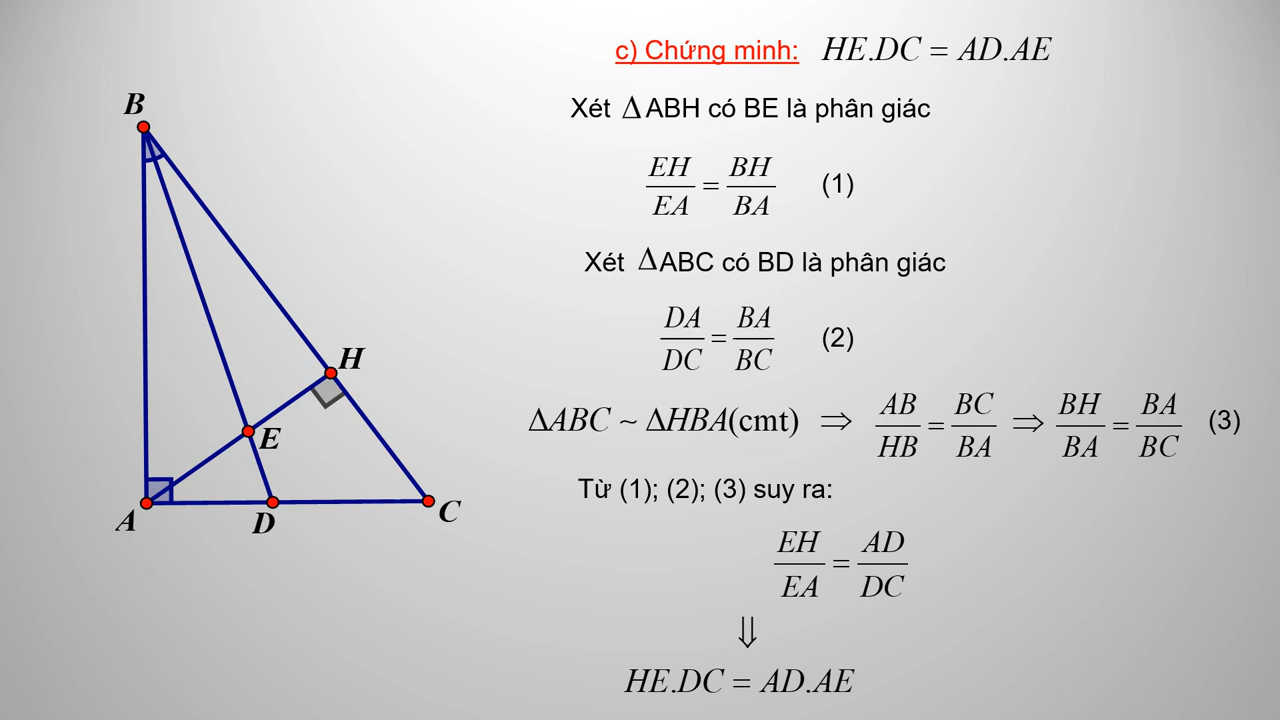 c) Chứng minh: HE.DC = AD.AE
Xét Δ ABH có BE là phân giác
EH/EA = BH/BA (1)
Xét Δ ABC có BD là phân giác
DA/DC = BA/BC (2)
ΔABC ~ ΔHBA(cmt) ⇒ AB/HB = BC/BA ⇒ BH/BA = BA/BC (3)
Từ (1); (2); (3) suy ra:
EH/EA = AD/DC
⇓
HE.DC = AD.AE
B
H
E
A
D
C